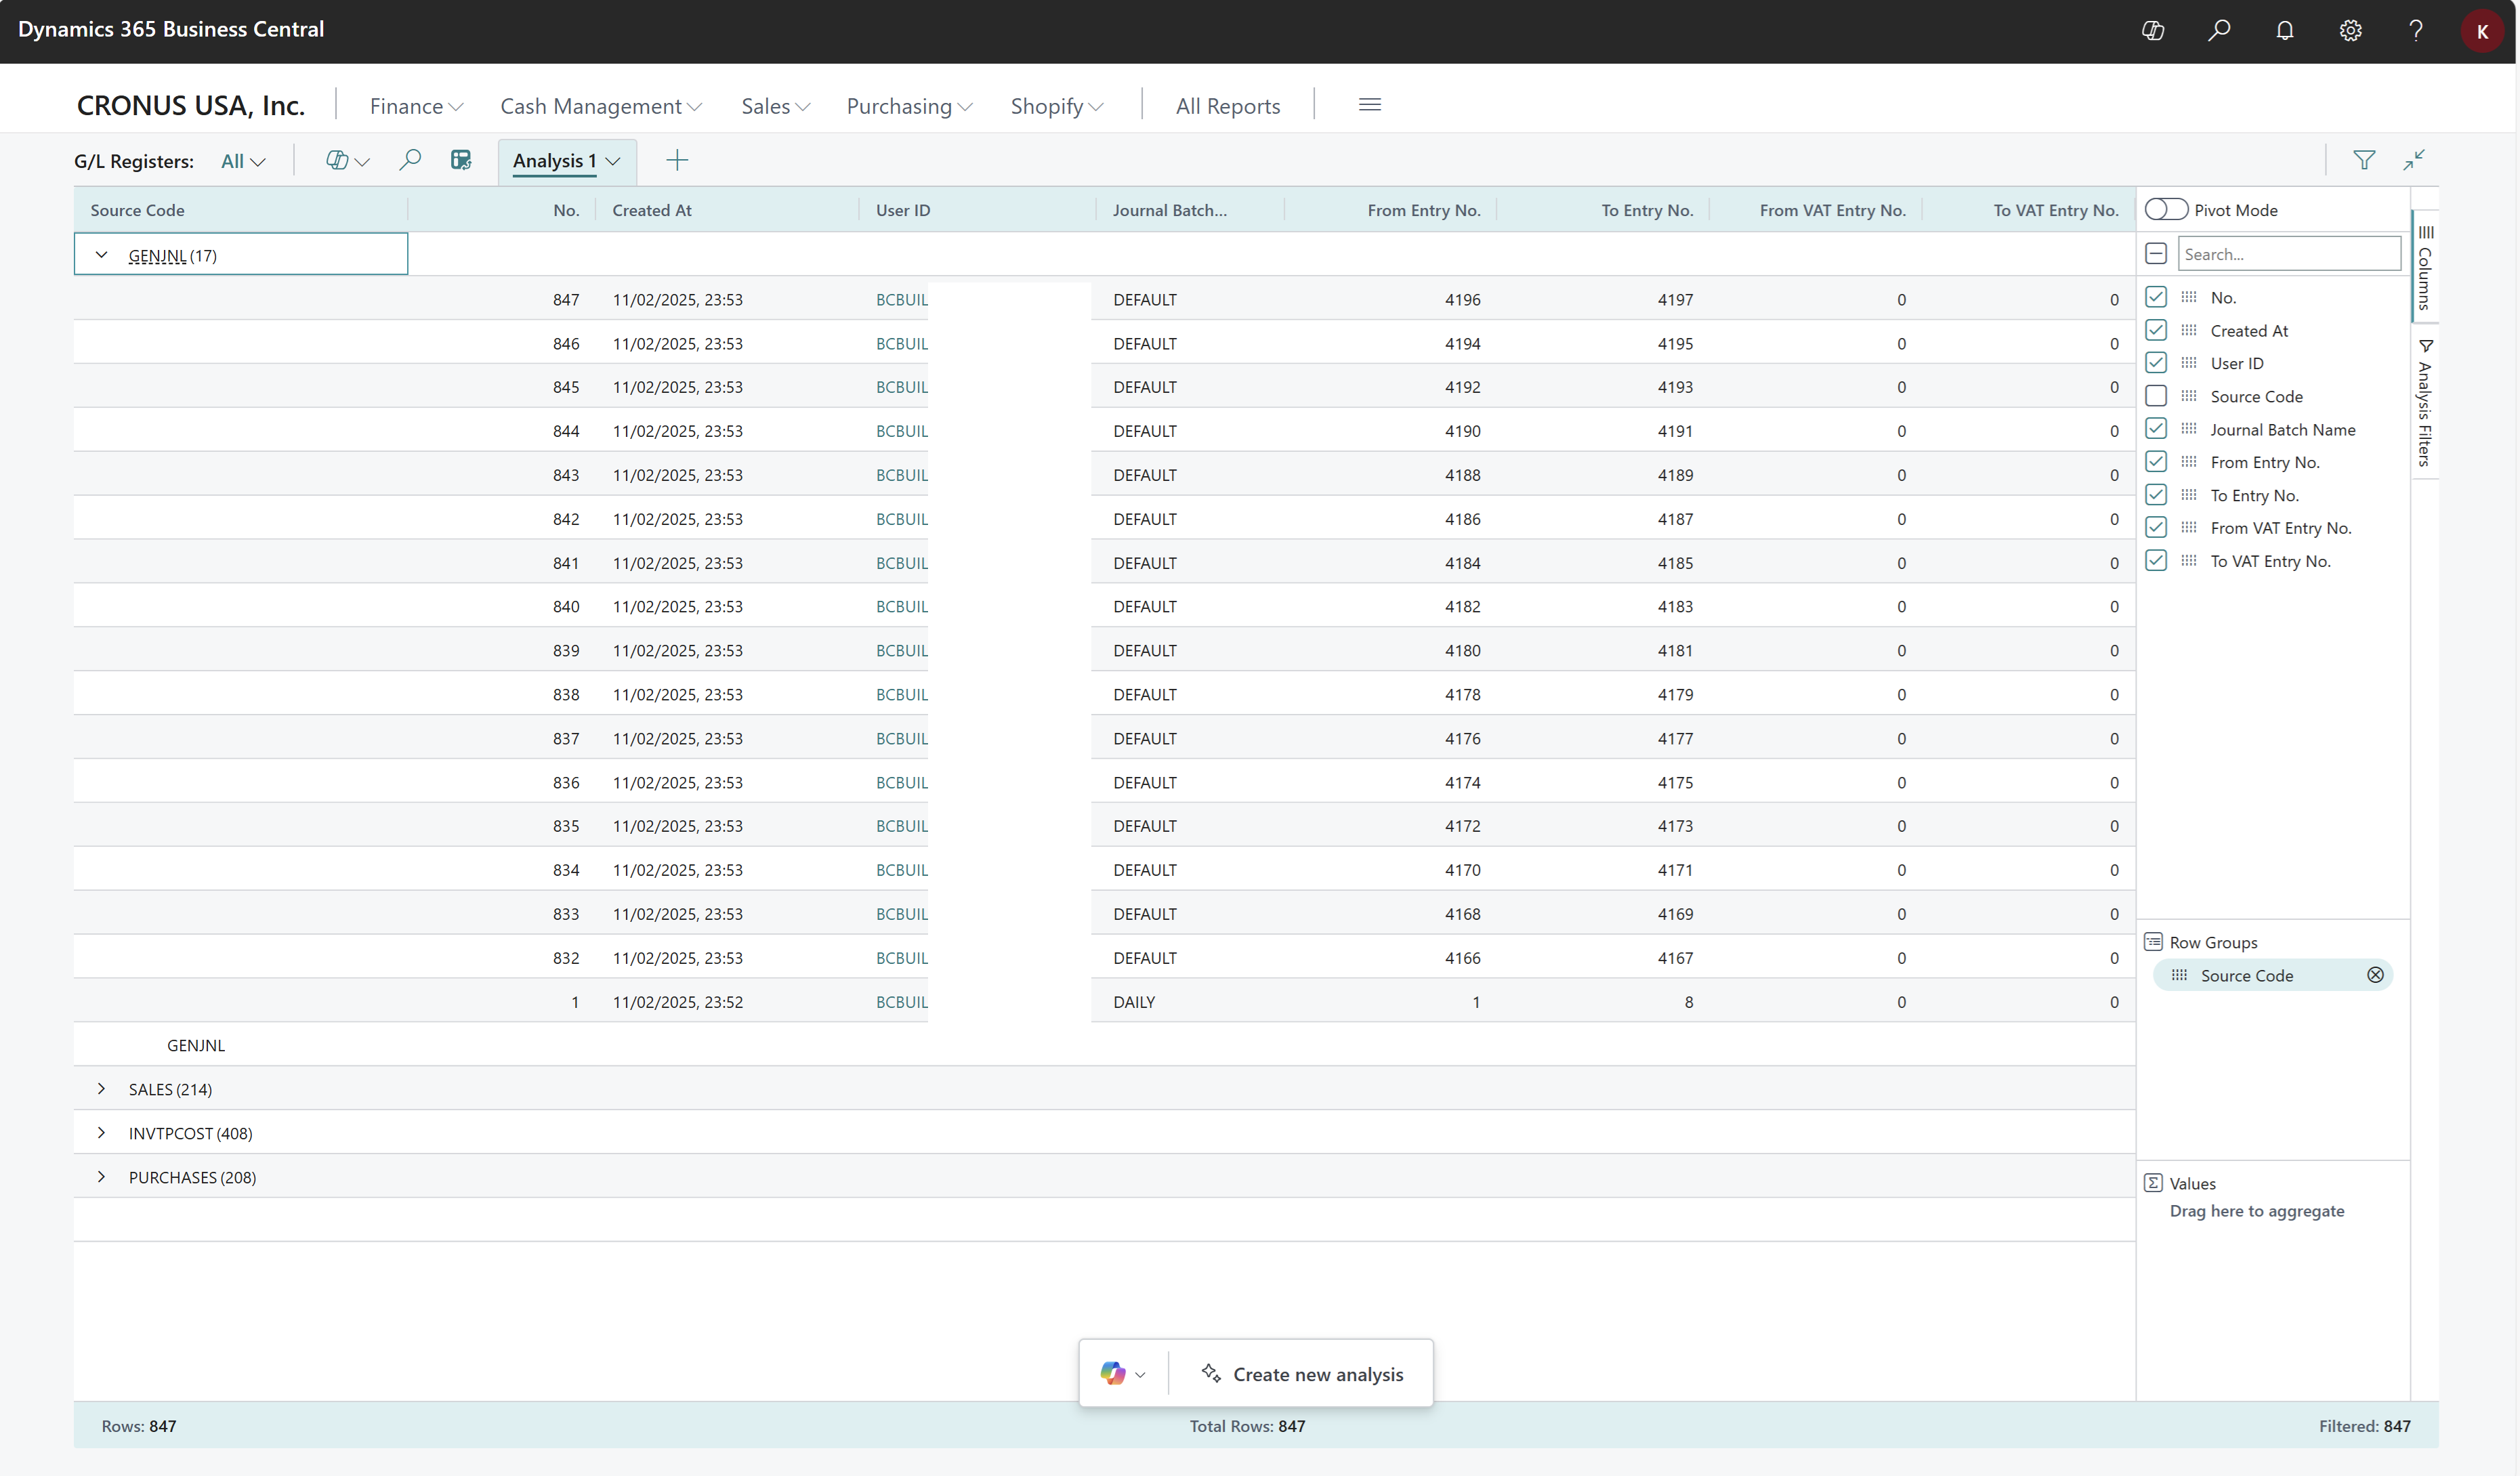 Dynamics 365 Business Central
K
CRONUS USA, Inc. Finance Cash Management Sales Purchasing Shopify All Reports
G/L Registers: All Analysis 1
Source Code No. Created At User ID Journal Batch... From Entry No. To Entry No. From VAT Entry No. To VAT Entry No.
GENJNL (17)
847 11/02/2025, 23:53 BCBUIL DEFAULT 4196 4197 0 0
846 11/02/2025, 23:53 BCBUIL DEFAULT 4194 4195 0 0
845 11/02/2025, 23:53 BCBUIL DEFAULT 4192 4193 0 0
844 11/02/2025, 23:53 BCBUIL DEFAULT 4190 4191 0 0
843 11/02/2025, 23:53 BCBUIL DEFAULT 4188 4189 0 0
842 11/02/2025, 23:53 BCBUIL DEFAULT 4186 4187 0 0
841 11/02/2025, 23:53 BCBUIL DEFAULT 4184 4185 0 0
840 11/02/2025, 23:53 BCBUIL DEFAULT 4182 4183 0 0
839 11/02/2025, 23:53 BCBUIL DEFAULT 4180 4181 0 0
838 11/02/2025, 23:53 BCBUIL DEFAULT 4178 4179 0 0
837 11/02/2025, 23:53 BCBUIL DEFAULT 4176 4177 0 0
836 11/02/2025, 23:53 BCBUIL DEFAULT 4174 4175 0 0
835 11/02/2025, 23:53 BCBUIL DEFAULT 4172 4173 0 0
834 11/02/2025, 23:53 BCBUIL DEFAULT 4170 4171 0 0
833 11/02/2025, 23:53 BCBUIL DEFAULT 4168 4169 0 0
832 11/02/2025, 23:53 BCBUIL DEFAULT 4166 4167 0 0
1 11/02/2025, 23:52 BCBUIL DAILY 1 8 0 0
GENJNL
SALES (214)
INVTPCOST (408)
PURCHASES (208)
Pivot Mode
Search...
No.
Created At
User ID
Source Code
Journal Batch Name
From Entry No.
To Entry No.
From VAT Entry No.
To VAT Entry No.
Row Groups
Source Code
Values
Drag here to aggregate
Columns
Analysis Filters
Create new analysis
Rows: 847 Total Rows: 847 Filtered: 847